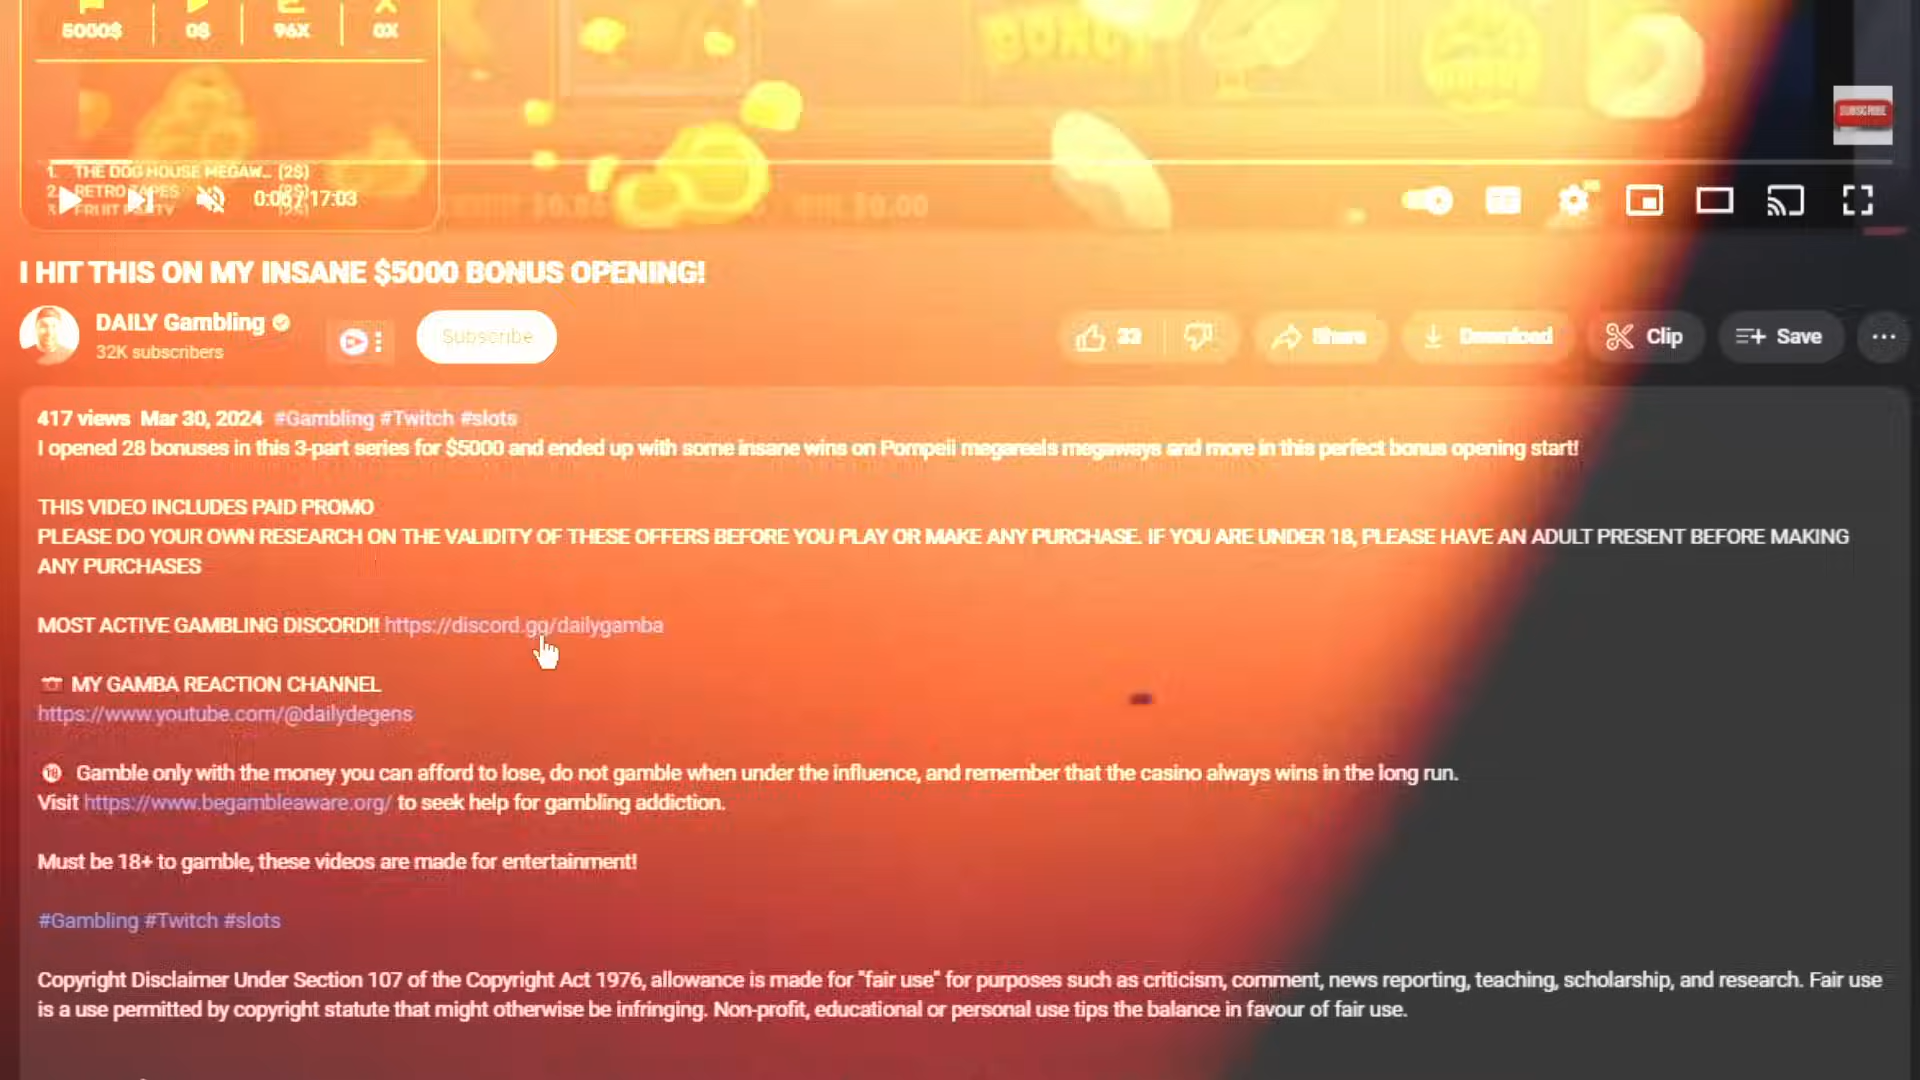 5000$ 0$ 96X 0X
SUBSCRIBE
1. THE DOG HOUSE MEGAW... (2$)
2. RETRO TAPES (2$)
3. FRUIT PARTY (2$)
0:06 / 17:03
$0.00
I HIT THIS ON MY INSANE $5000 BONUS OPENING!
DAILY Gambling
32K subscribers
Subscribe
33 Share Download Clip Save
417 views Mar 30, 2024 #Gambling #Twitch #slots
I opened 28 bonuses in this 3-part series for $5000 and ended up with some insane wins on Pompeii megareels megaways and more in this perfect bonus opening start!
THIS VIDEO INCLUDES PAID PROMO
PLEASE DO YOUR OWN RESEARCH ON THE VALIDITY OF THESE OFFERS BEFORE YOU PLAY OR MAKE ANY PURCHASE. IF YOU ARE UNDER 18, PLEASE HAVE AN ADULT PRESENT BEFORE MAKING
ANY PURCHASES
MOST ACTIVE GAMBLING DISCORD!! https://discord.gg/dailygamba
MY GAMBA REACTION CHANNEL
https://www.youtube.com/@dailydegens
🔞 Gamble only with the money you can afford to lose, do not gamble when under the influence, and remember that the casino always wins in the long run.
Visit https://www.begambleaware.org/ to seek help for gambling addiction.
Must be 18+ to gamble, these videos are made for entertainment!
#Gambling #Twitch #slots
Copyright Disclaimer Under Section 107 of the Copyright Act 1976, allowance is made for "fair use" for purposes such as criticism, comment, news reporting, teaching, scholarship, and research. Fair use
is a use permitted by copyright statute that might otherwise be infringing. Non-profit, educational or personal use tips the balance in favour of fair use.